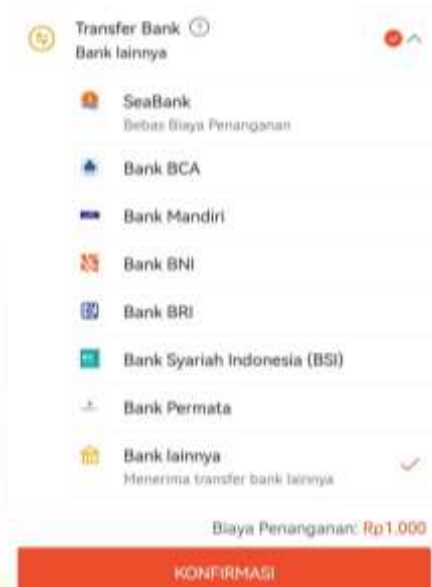 Transfer Bank
Bank lainnya
SeaBank
Bebas Biaya Penanganan
Bank BCA
Bank Mandiri
Bank BNI
Bank BRI
Bank Syariah Indonesia (BSI)
Bank Permata
Bank lainnya
Menerima transfer bank lainnya
Biaya Penanganan: Rp1.000
KONFIRMASI